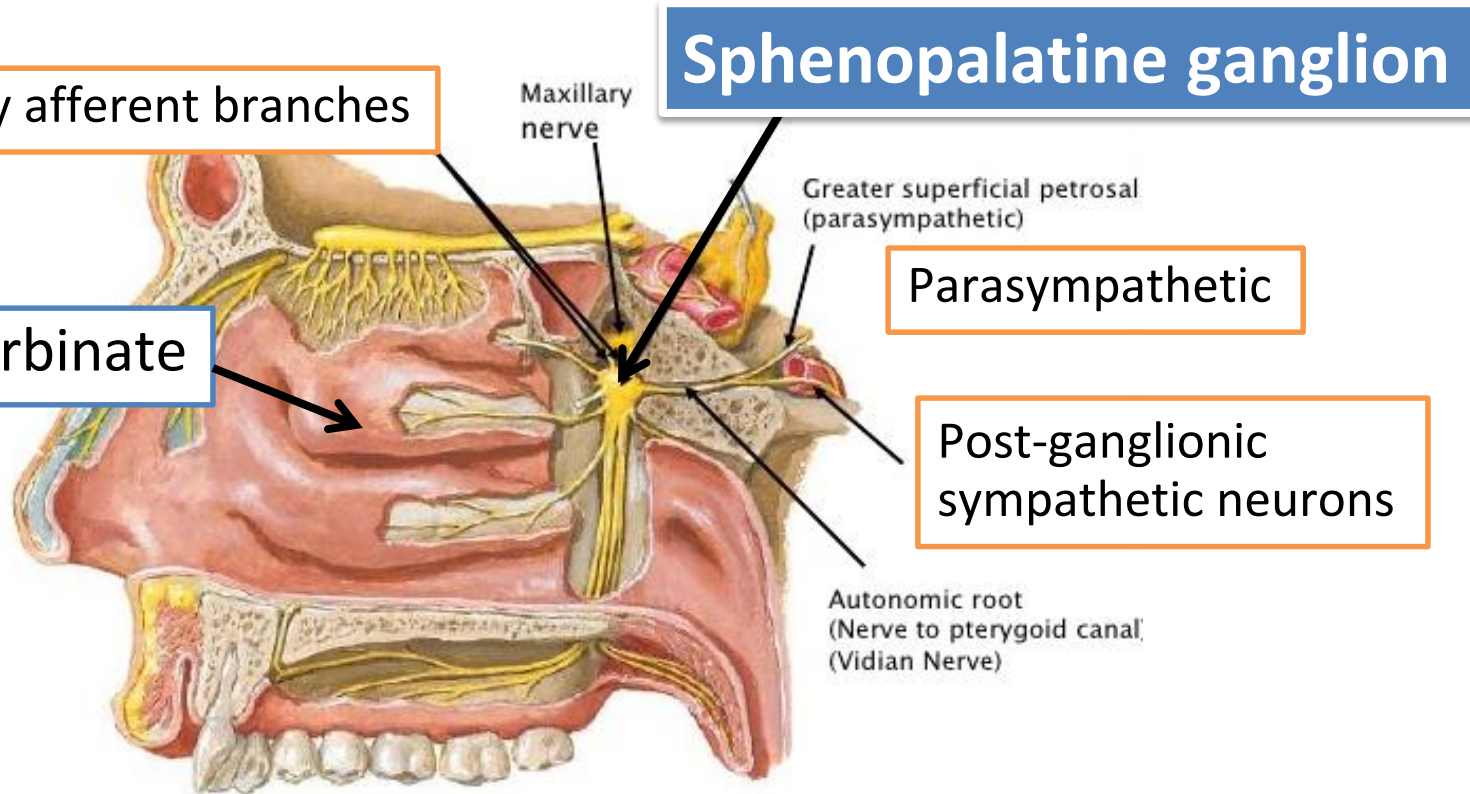 Sphenopalatine ganglion
y afferent branches
Maxillary
nerve
Greater superficial petrosal
(parasympathetic)
Parasympathetic
rbinate
Post-ganglionic
sympathetic neurons
Autonomic root
(Nerve to pterygoid canal
(Vidian Nerve)